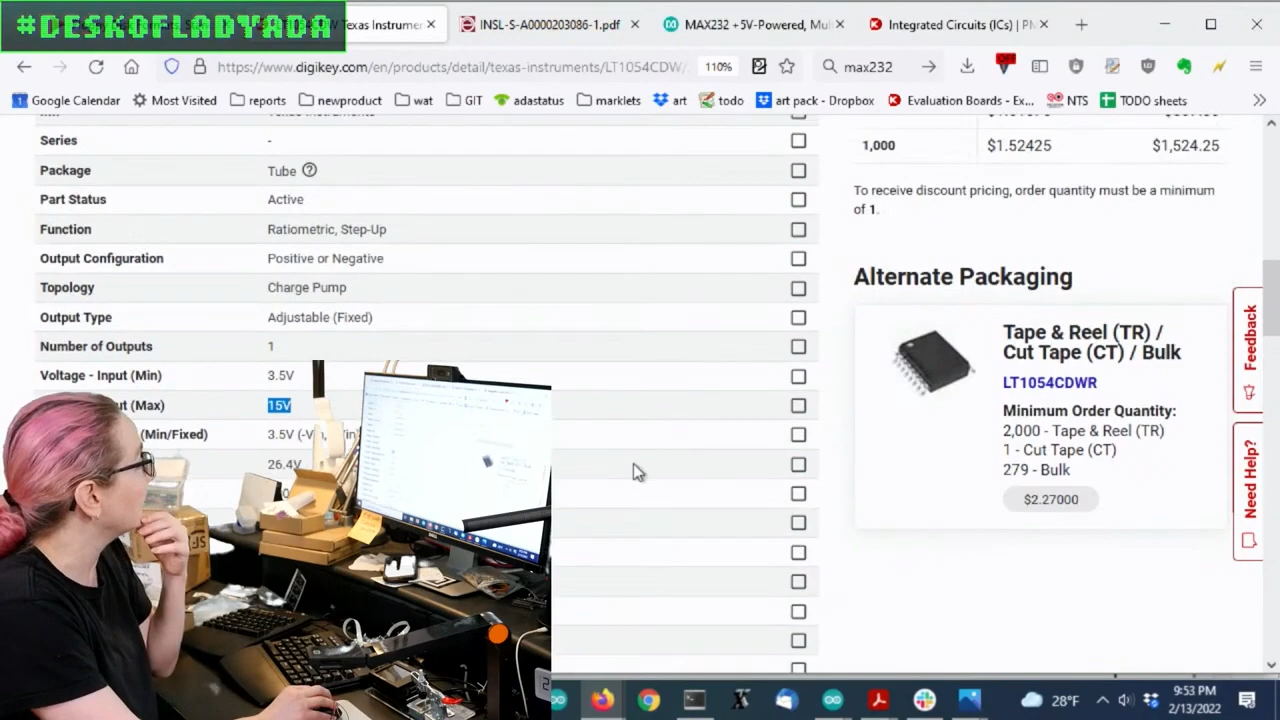 #DESKOFLADYADA
Texas Instrumer
INSL-S-A0000203086-1.pdf
MAX232 +5V-Powered, Mul
Integrated Circuits (ICs) | PM
https://www.digikey.com/en/products/detail/texas-instruments/LT1054CDW/
110%
max232
OFF
Google Calendar
Most Visited
reports
newproduct
wat
GIT
adastatus
marklets
art
todo
art pack - Dropbox
Evaluation Boards - Ex...
NTS
TODO sheets
Series
-
Package
Tube
Part Status
Active
Function
Ratiometric, Step-Up
Output Configuration
Positive or Negative
Topology
Charge Pump
Output Type
Adjustable (Fixed)
Number of Outputs
1
Voltage - Input (Min)
3.5V
(Max)
15V
(Min/Fixed)
3.5V
26.4V
1,000
$1.52425
$1,524.25
To receive discount pricing, order quantity must be a minimum
of 1.
Alternate Packaging
Tape & Reel (TR) /
Cut Tape (CT) / Bulk
LT1054CDWR
Minimum Order Quantity:
2,000 - Tape & Reel (TR)
1 - Cut Tape (CT)
279 - Bulk
$2.27000
Feedback
Need Help?
28°F
9:53 PM
2/13/2022